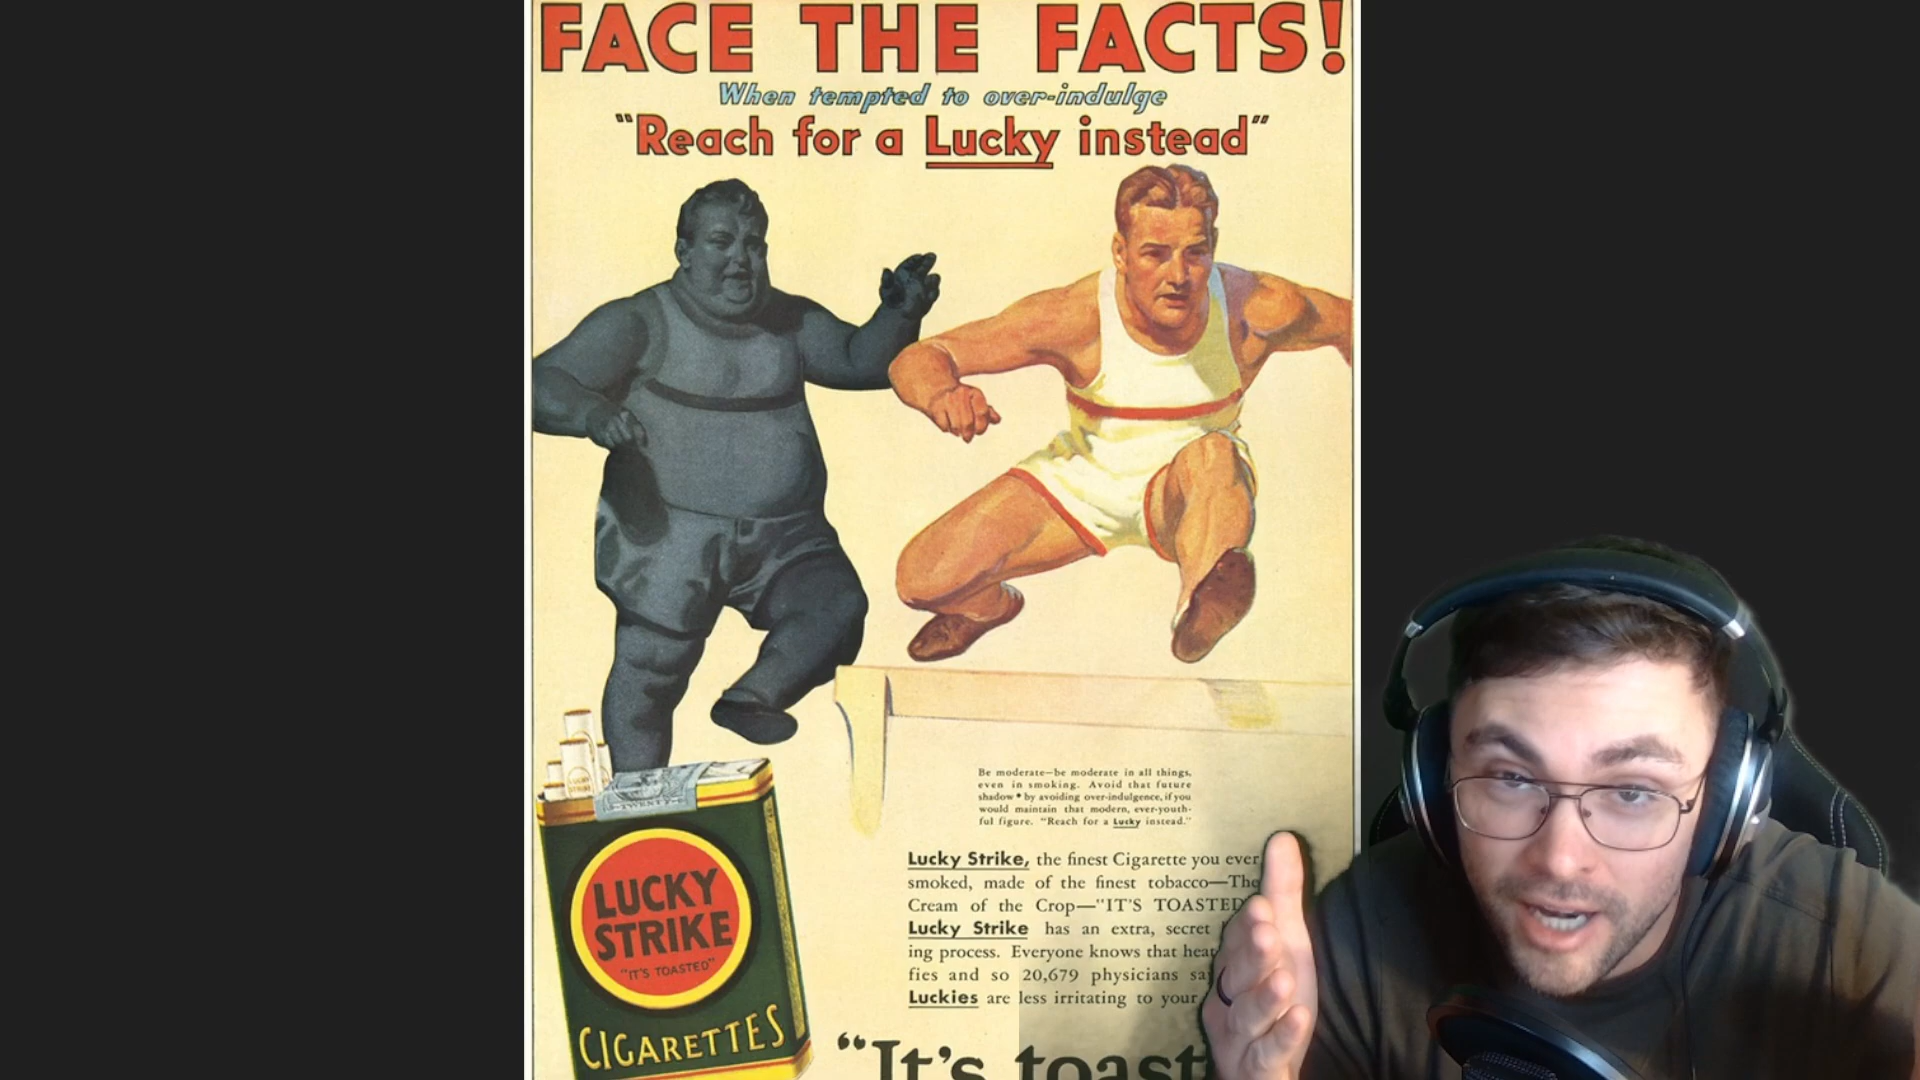 FACE THE FACTS!
When tempted to over-indulge
"Reach for a Lucky instead"
Be moderate—be moderate in all things,
even in smoking. Avoid that future
shadow * by avoiding over-indulgence, if you
would maintain that modern, ever-youth-
ful figure. "Reach for a Lucky instead."
Lucky Strike, the finest Cigarette you ever
smoked, made of the finest tobacco—The
Cream of the Crop—"IT'S TOASTED"
Lucky Strike has an extra, secret
ing process. Everyone knows that heat
fies and so 20,679 physicians
Luckies are less irritating to your
"It's toast
LUCKY
STRIKE
"IT'S TOASTED"
CIGARETTES